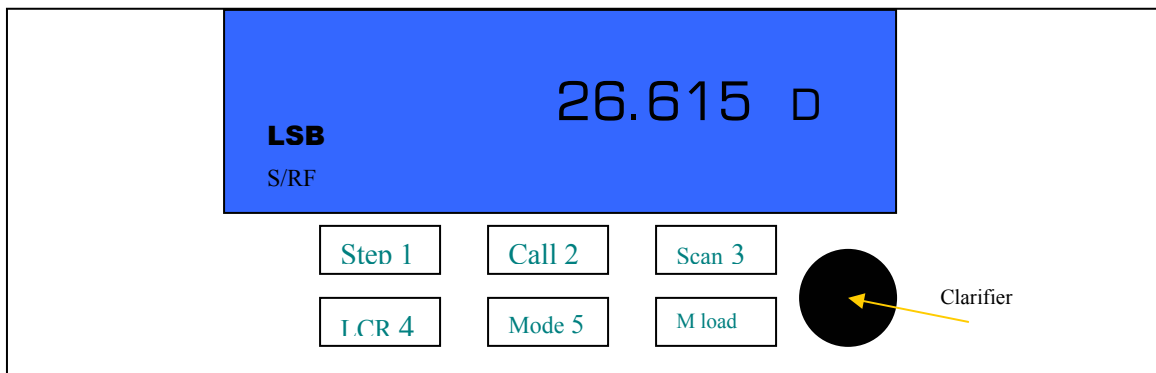 26.615 D
LSB
S/RF
Step 1 Call 2 Scan 3
LCR 4 Mode 5 M load
Clarifier